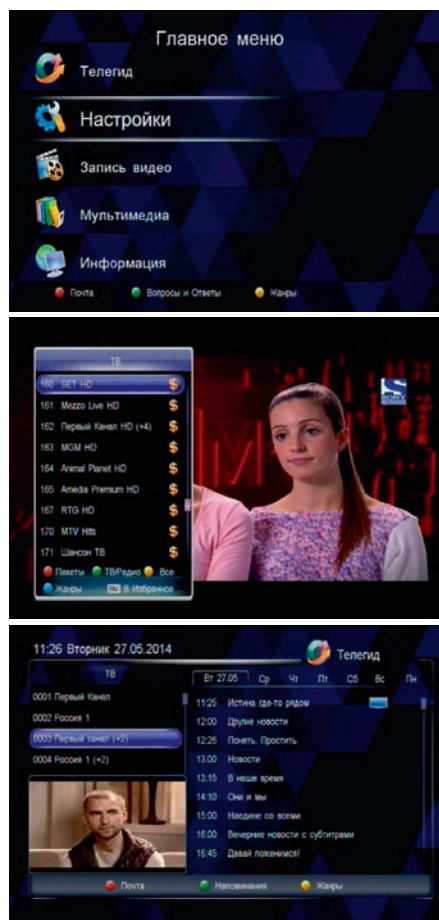 Главное меню
Телегид
Настройки
Запись видео
Мультимедиа
Информация
Почта Вопросы и Ответы Жанры
ТВ
160 SET HD $
161 Mezzo Live HD $
162 Первый Канал HD (+4) $
163 MGM HD $
164 Animal Planet HD $
165 Amedia Premium HD $
167 RTG HD $
170 MTV Hits $
171 Шансон ТВ $
Пакеты ТВ/Радио Все
Жанры В Избранное
SONY
11:26 Вторник 27.05.2014 Телегид
ТВ
Вт 27.05 Ср Чт Пт Сб Вс Пн
0001 Первый Канал
0002 Россия 1
0003 Первый канал (+2)
0004 Россия 1 (+2)
11:25 Истина где-то рядом
12:00 Другие новости
12:25 Понять. Простить
13:00 Новости
13:15 В наше время
14:10 Они и мы
15:00 Наедине со всеми
16:00 Вечерние новости с субтитрами
16:45 Давай поженимся!
Почта Напоминания Жанры